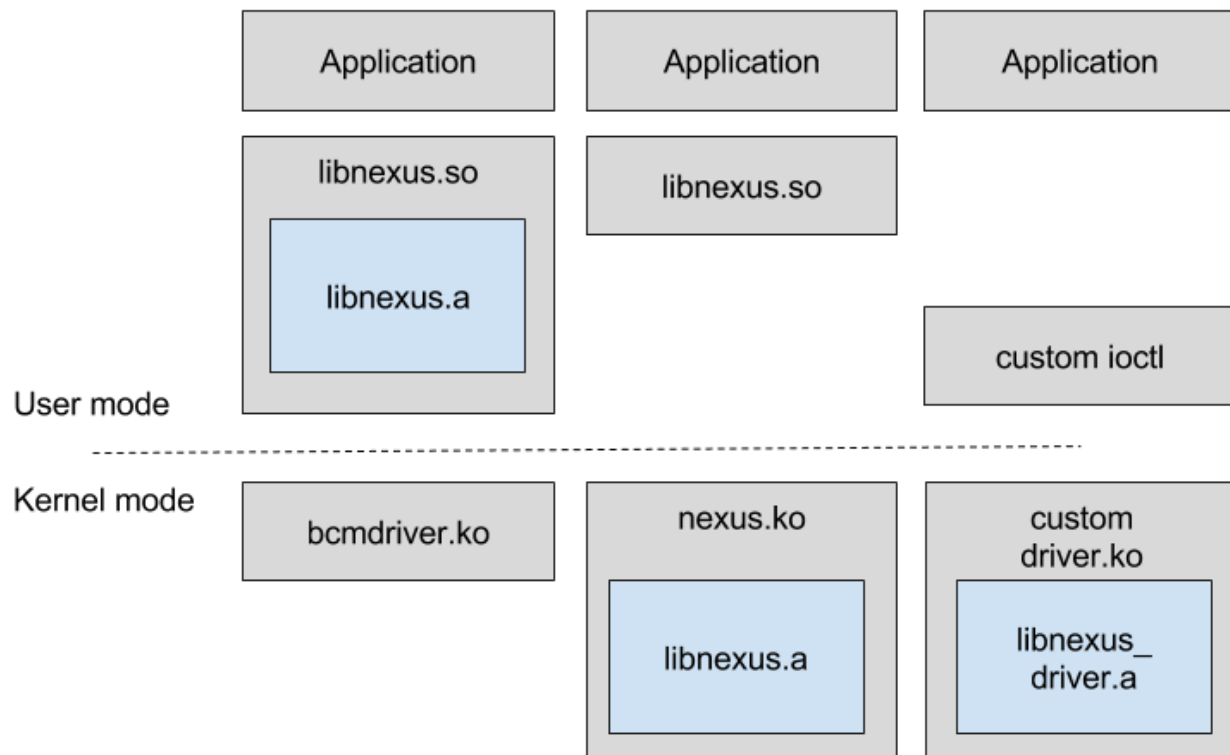 Application
Application
Application
libnexus.so
libnexus.so
libnexus.a
custom ioctl
User mode
Kernel mode
bcmdriver.ko
nexus.ko
custom
driver.ko
libnexus.a
libnexus_
driver.a